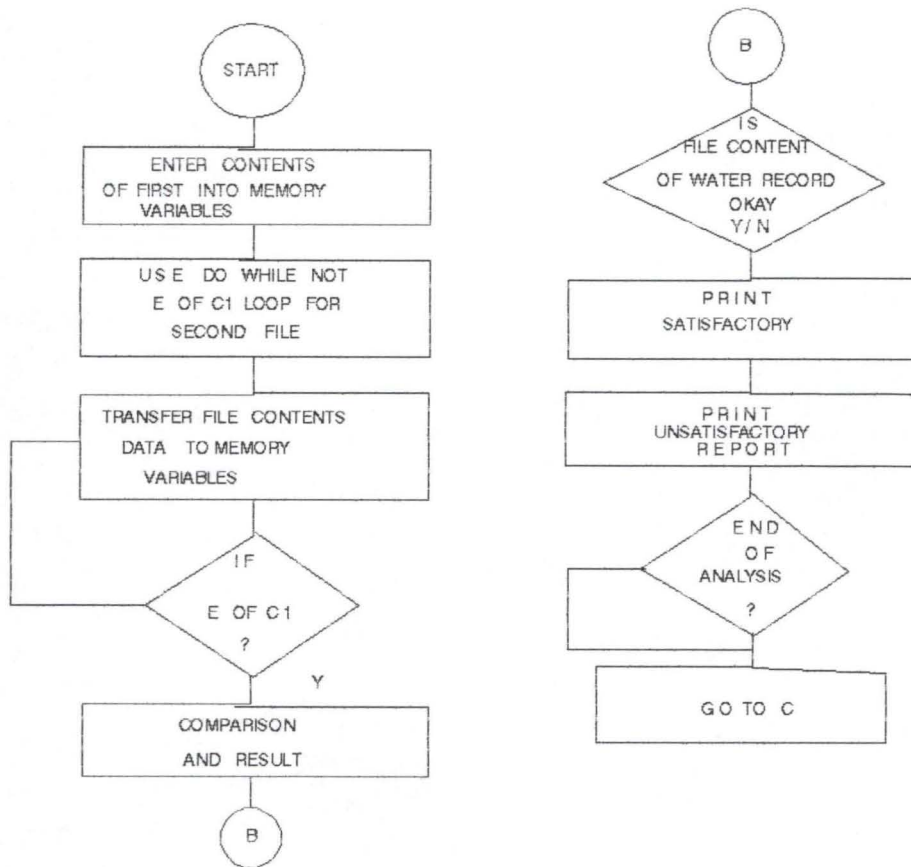 START
ENTER CONTENTS
OF FIRST INTO MEMORY
VARIABLES
USE DO WHILE NOT
E OF C1 LOOP FOR
SECOND FILE
TRANSFER FILE CONTENTS
DATA TO MEMORY
VARIABLES
IF
E OF C1
?
Y
COMPARISON
AND RESULT
B
B
IS
FILE CONTENT
OF WATER RECORD
OKAY
Y/N
PRINT
SATISFACTORY
PRINT
UNSATISFACTORY
REPORT
END
OF
ANALYSIS
?
GO TO C